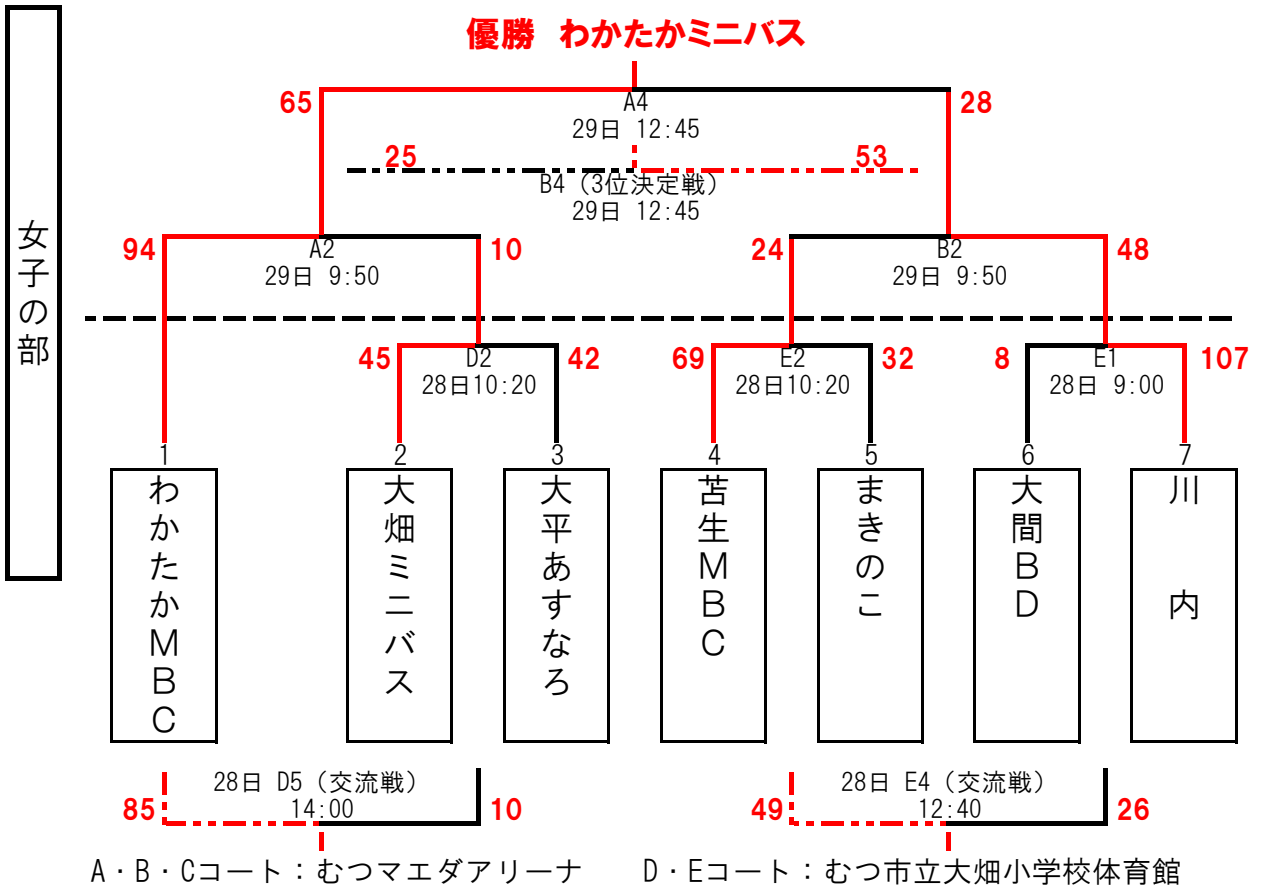 優勝 わかたかミニバス
女子の部
65
28
A4
29日 12:45
25
53
B4 (3位決定戦)
29日 12:45
94
10
A2
29日 9:50
24
48
B2
29日 9:50
45
42
D2
28日10:20
69
32
E2
28日10:20
8
107
E1
28日 9:00
1
2
3
4
5
6
7
わかたかMBC
大畑ミニバス
大平あすなろ
苫生MBC
まきのこ
大間BD
川内
28日 D5 (交流戦)
14:00
85
10
28日 E4 (交流戦)
12:40
49
26
A・B・Cコート：むつマエダアリーナ
D・Eコート：むつ市立大畑小学校体育館